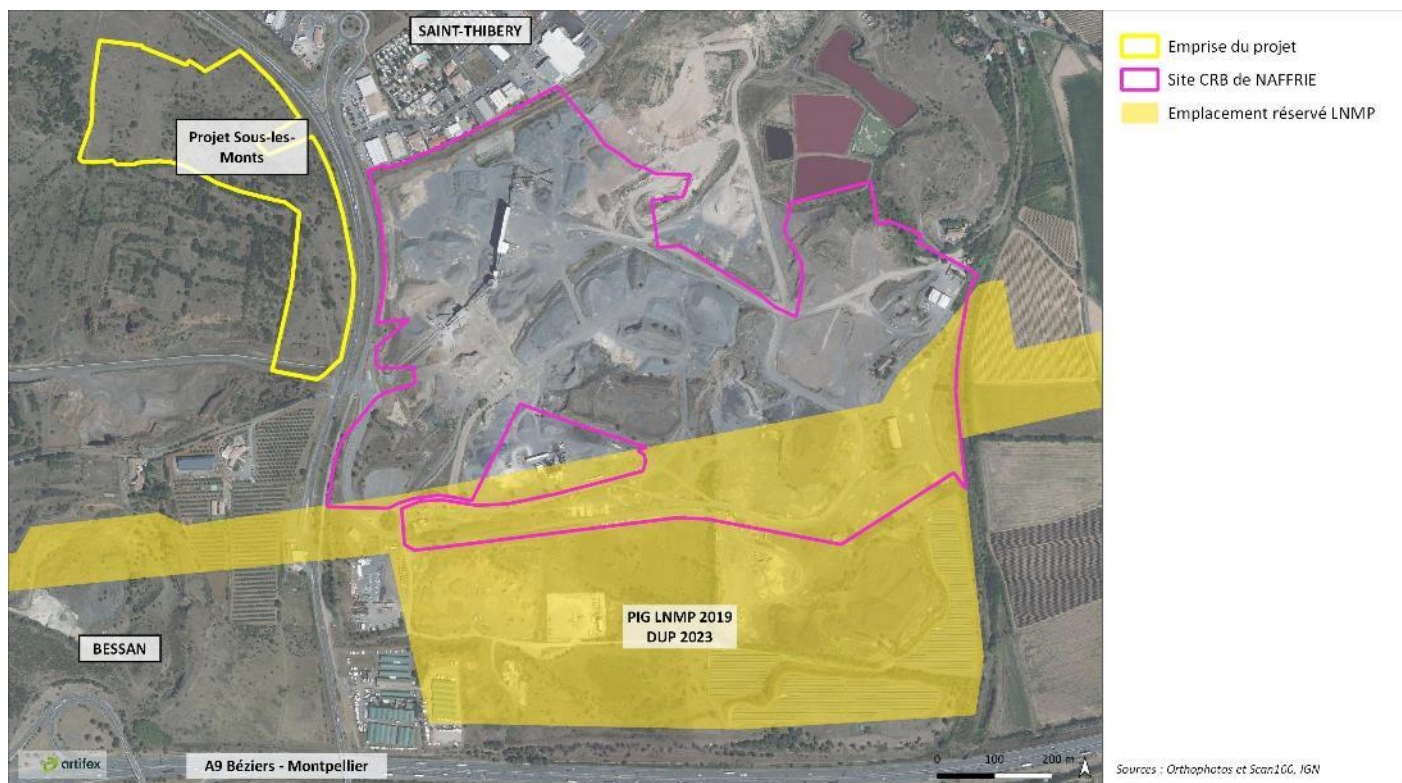 SAINT-THIBERY
Projet Sous-les-
Monts
PIG LNMP 2019
DUP 2023
BESSAN
artifex
A9 Béziers - Montpellier
0 100 200 m
Emprise du projet
Site CRB de NAFFRIE
Emplacement réservé LNMP
Sources : Orthophotos et Scan100, IGN